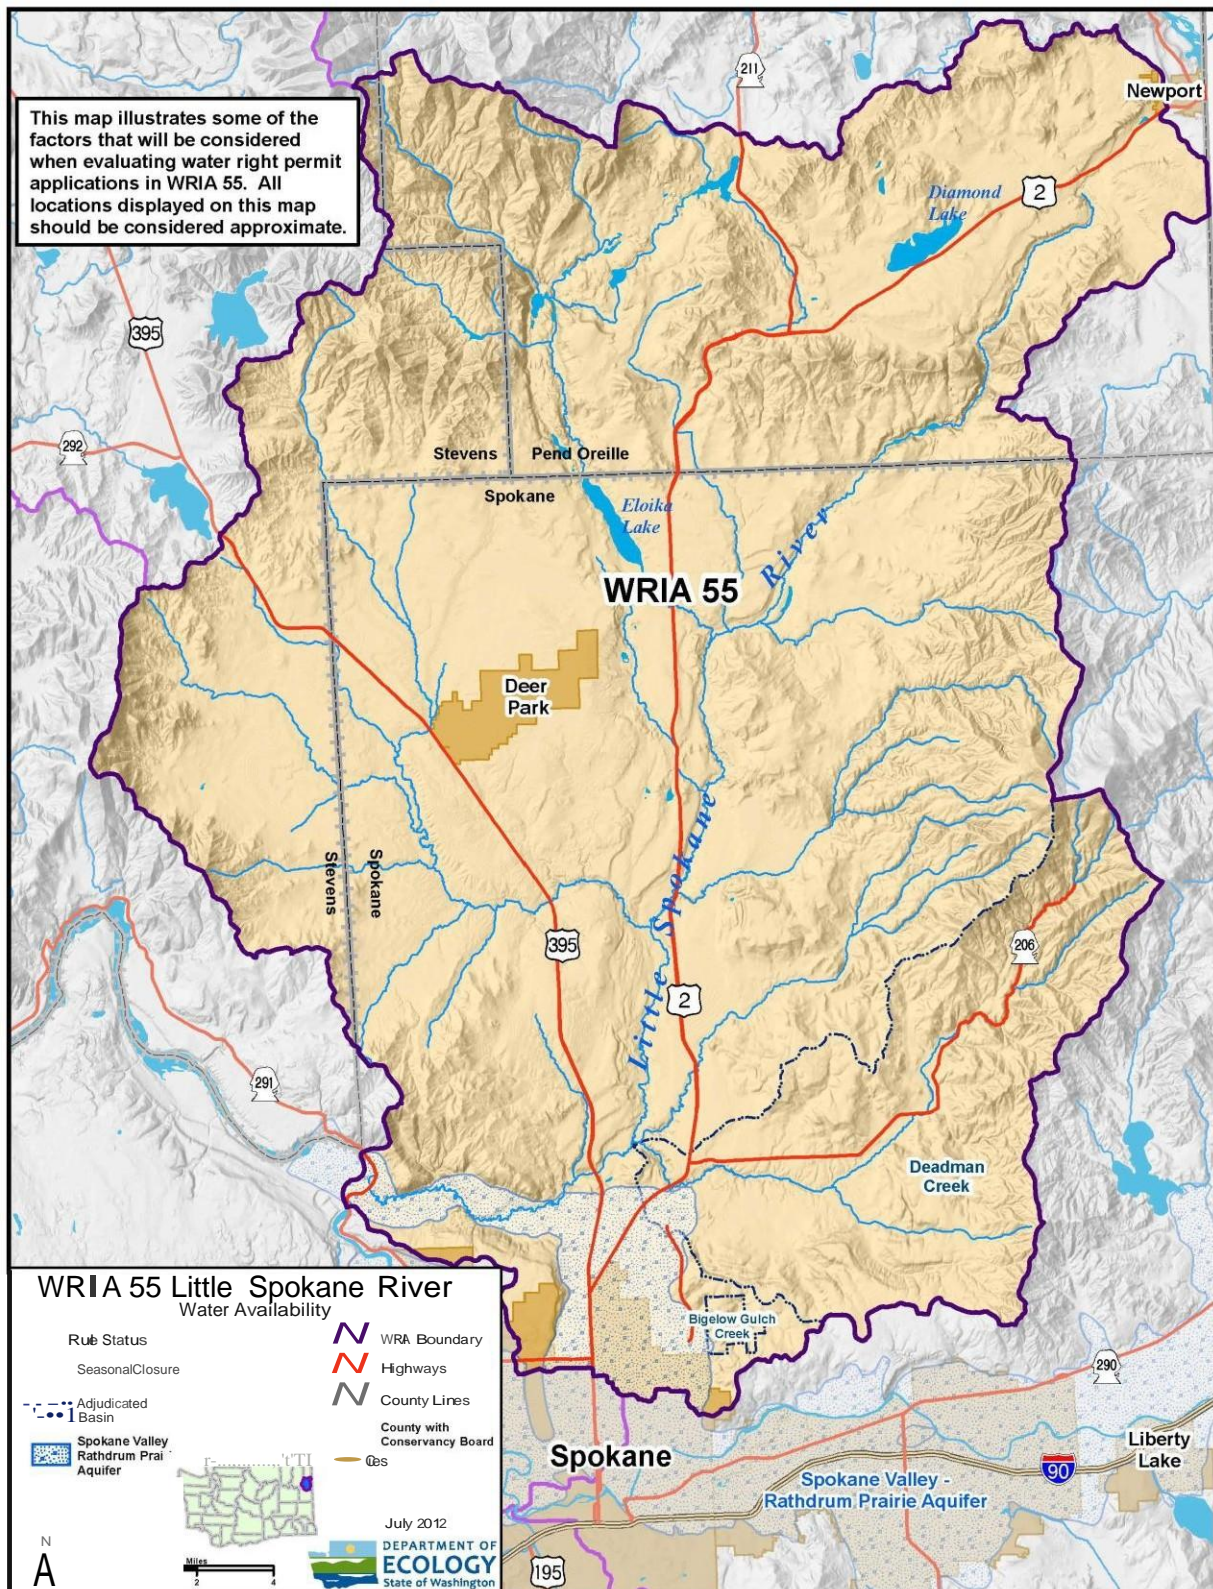 This map illustrates some of the
factors that will be considered
when evaluating water right permit
applications in WRIA 55. All
locations displayed on this map
should be considered approximate.
211
Newport
2
Diamond
Lake
395
292
Stevens
Pend Oreille
Spokane
Eloika
Lake
WRIA 55
River
Deer
Park
Stevens
Spokane
Little Spokane
395
2
206
291
Deadman
Creek
Bigelow Gulch
Creek
290
Spokane
Liberty
Lake
90
Spokane Valley -
Rathdrum Prairie Aquifer
195
WRIA 55 Little Spokane River
Water Availability
Rule Status
SeasonalClosure
Adjudicated
Basin
Spokane Valley
Rathdrum Prai
Aquifer
WRIA Boundary
Highways
County Lines
County with
Conservancy Board
July 2012
N
A
Miles
2 4
DEPARTMENT OF
ECOLOGY
State of Washington